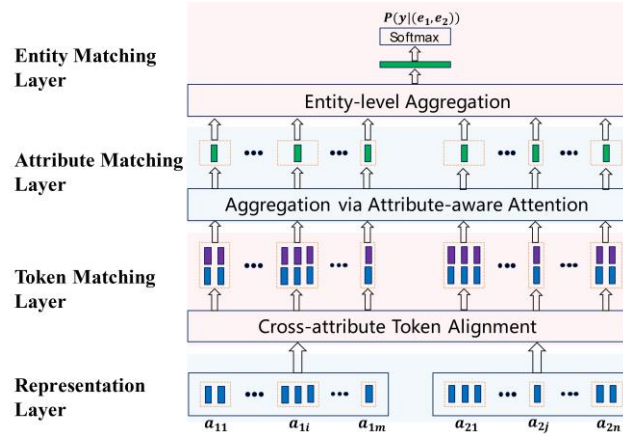 P(y|(e₁,e₂))
Softmax
Entity Matching
Layer
Entity-level Aggregation
Attribute Matching
Layer
Aggregation via Attribute-aware Attention
Token Matching
Layer
Cross-attribute Token Alignment
Representation
Layer
a₁₁ a₁ᵢ a₁ₘ a₂₁ a₂ⱼ a₂ₙ